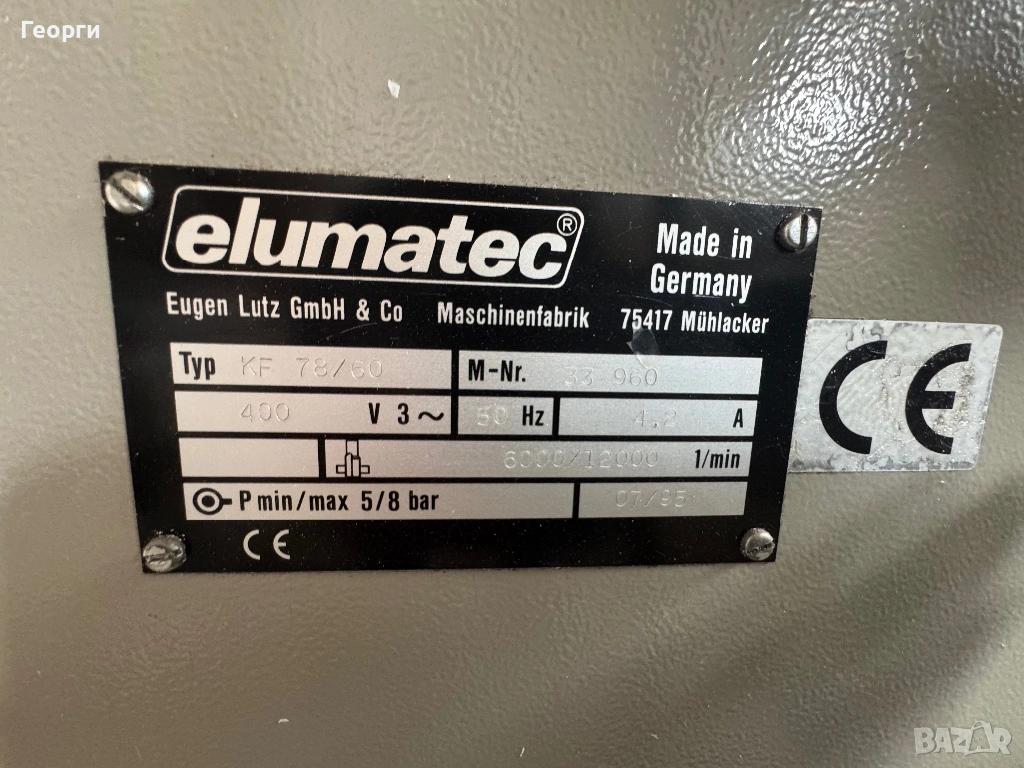 Георги
elumatec®
Made in
Germany
Eugen Lutz GmbH & Co Maschinenfabrik 75417 Mühlacker
Typ KF 78/60 M-Nr. 33 960
400 V 3 ~ 50 Hz 4.2 A
6000/12000 1/min
P min/max 5/8 bar 07/95
CE
CE
BAZAR